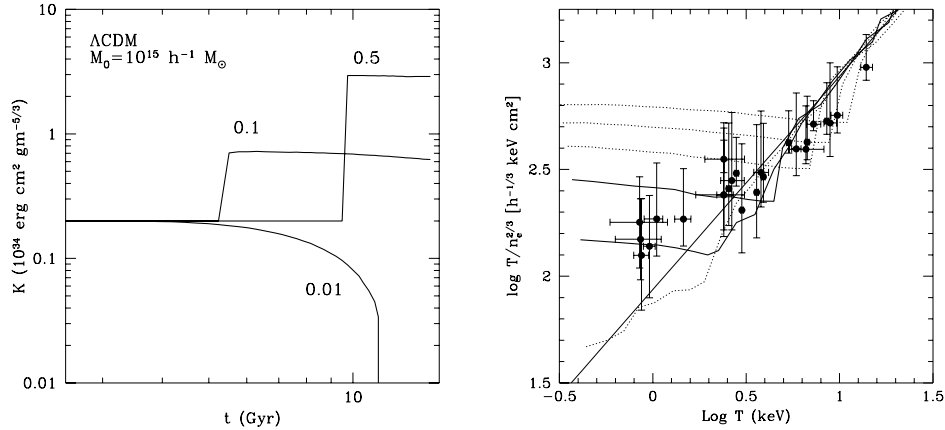 10
1
0.1
0.01
K (10³⁴ erg cm² gm⁻⁵/³)
ΛCDM
M₀=10¹⁵ h⁻¹ M☉
0.5
0.1
0.01
10
t (Gyr)
3
2.5
2
1.5
log T/nₑ²/³ [h⁻¹/³ keV cm²]
−0.5 0 0.5 1 1.5
Log T (keV)